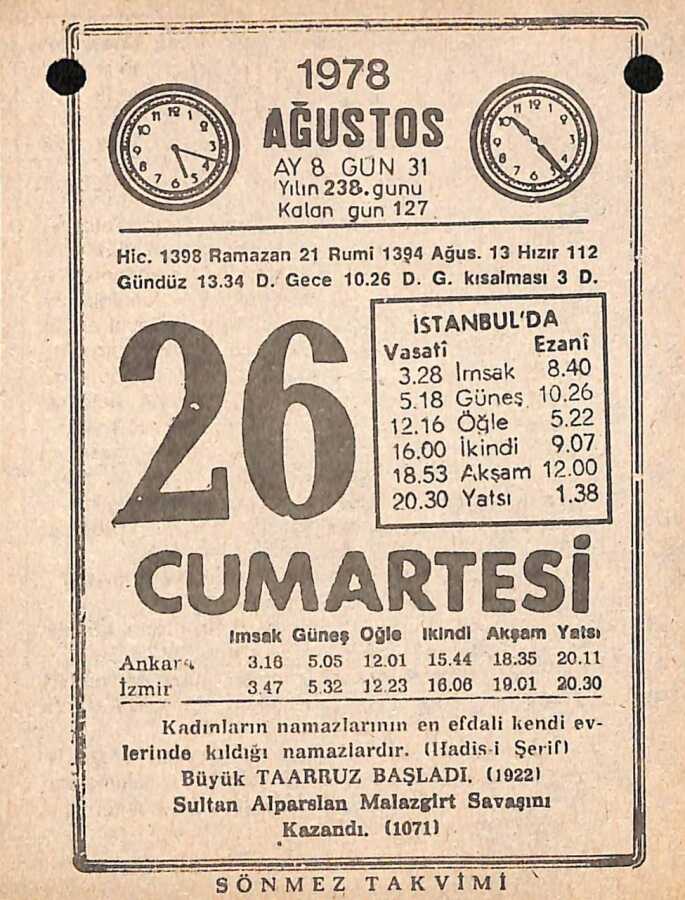 1978
AĞUSTOS
AY 8 GÜN 31
Yılın 238. gunu
Kalan gun 127
Hic. 1398 Ramazan 21 Rumi 1394 Ağus. 13 Hızır 112
Gündüz 13.34 D. Gece 10.26 D. G. kısalması 3 D.
26
İSTANBUL'DA
Vasatî Ezanî
3.28 İmsak 8.40
5.18 Güneş 10.26
12.16 Öğle 5.22
16.00 İkindi 9.07
18.53 Akşam 12.00
20.30 Yatsı 1.38
CUMARTESİ
Imsak Güneş Oğle Ikindi Akşam Yatsı
Ankara 3.16 5.05 12.01 15.44 18.35 20.11
İzmir 3.47 5.32 12.23 16.06 19.01 20.30
Kadınların namazlarının en efdali kendi ev-
lerinde kıldığı namazlardır. (Hadis-i Şerif)
Büyük TAARRUZ BAŞLADI. (1922)
Sultan Alparslan Malazgirt Savaşını
Kazandı. (1071)
SÖNMEZ TAKVİMİ